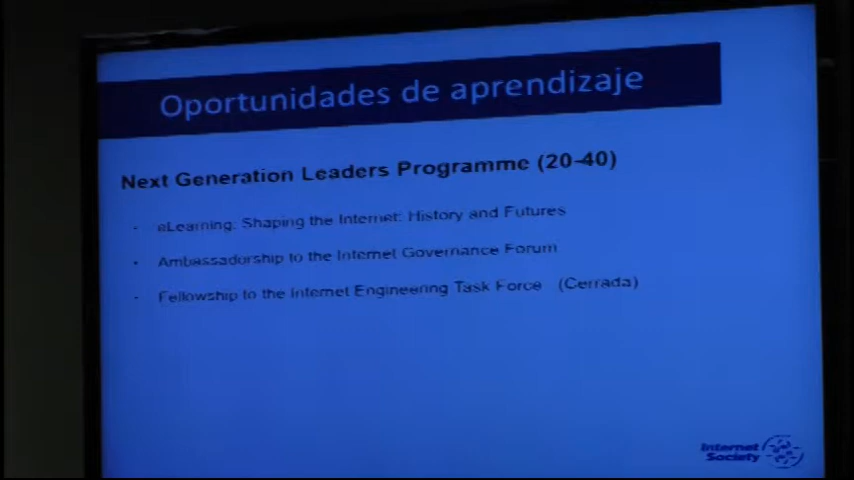 Oportunidades de aprendizaje
Next Generation Leaders Programme (20-40)
- eLearning: Shaping the Internet: History and Futures
- Ambassadorship to the Internet Governance Forum
- Fellowship to the Internet Engineering Task Force (Cerrada)
Internet
Society